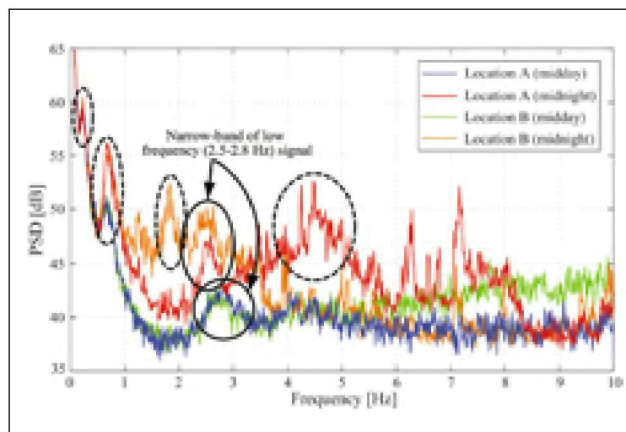 65
60
55
50
45
40
35
PSD [dB]
Narrow-band of low
frequency (2.5-2.8 Hz) signal
Location A (midday)
Location A (midnight)
Location B (midday)
Location B (midnight)
0 1 2 3 4 5 6 7 8 9 10
Frequency [Hz]